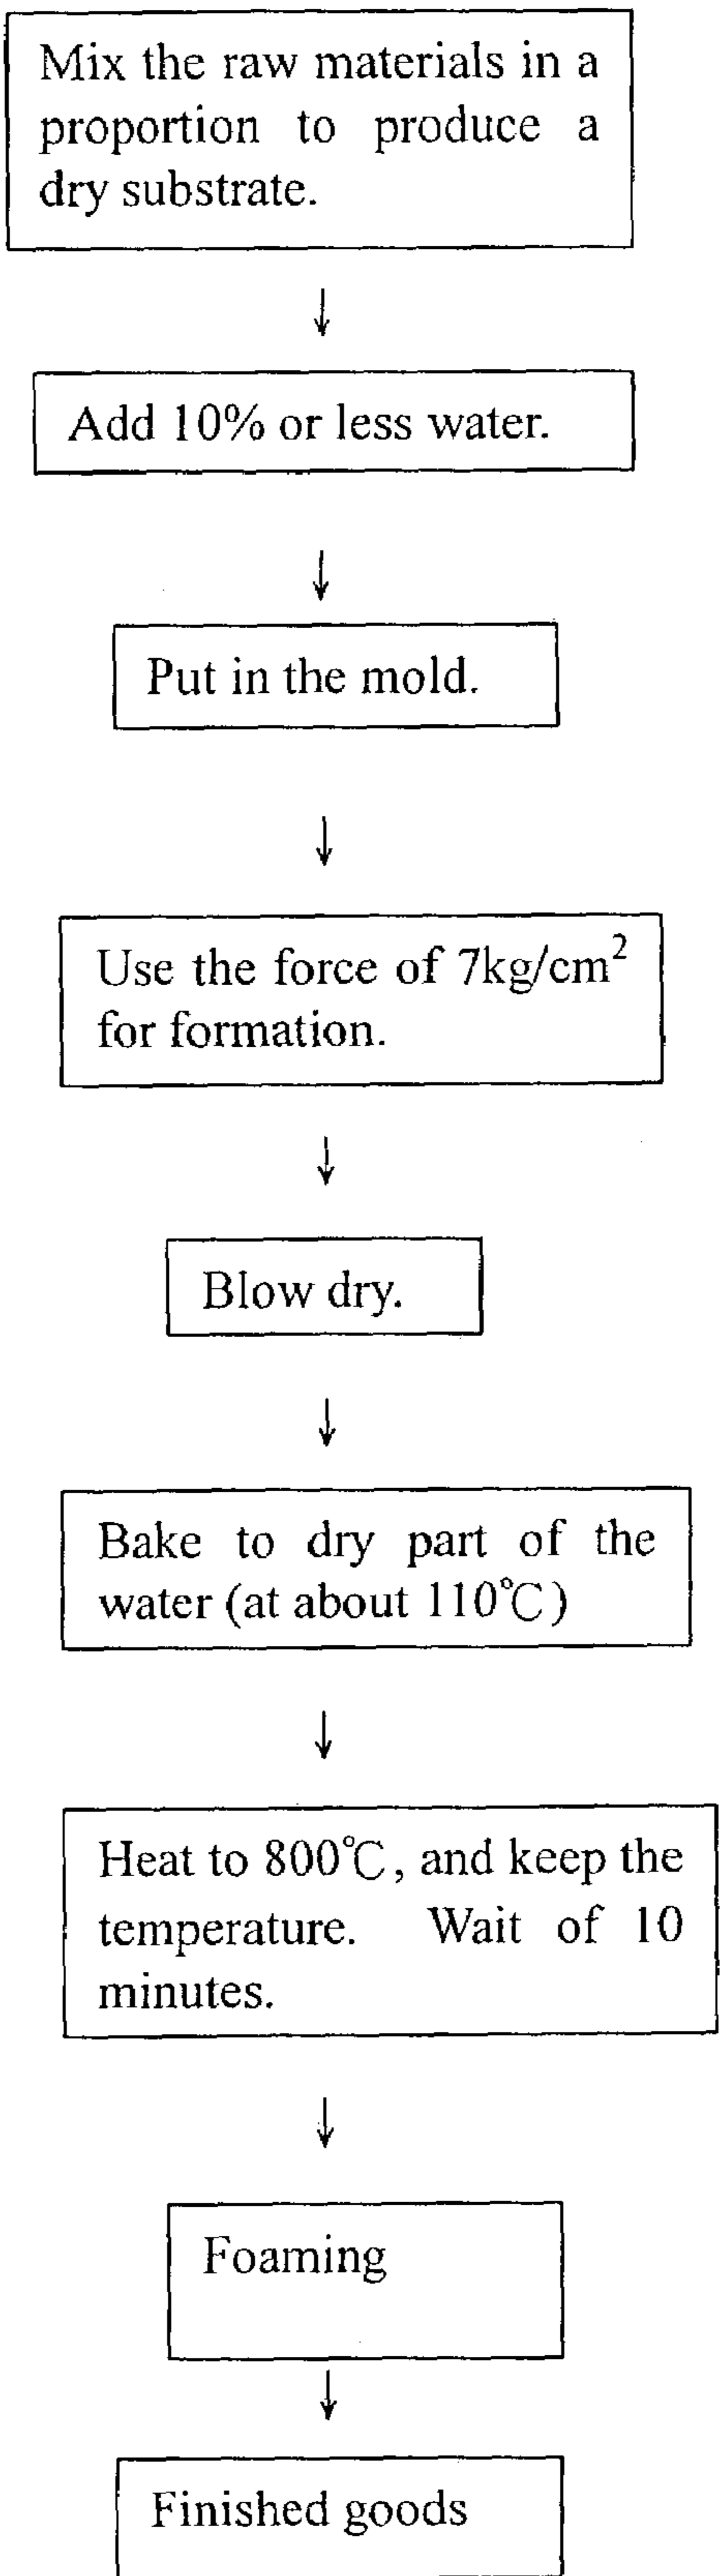 Mix the raw materials in a
proportion to produce a
dry substrate.
↓
Add 10% or less water.
↓
Put in the mold.
↓
Use the force of 7kg/cm²
for formation.
↓
Blow dry.
↓
Bake to dry part of the
water (at about 110℃)
↓
Heat to 800℃, and keep the
temperature. Wait of 10
minutes.
↓
Foaming
↓
Finished goods